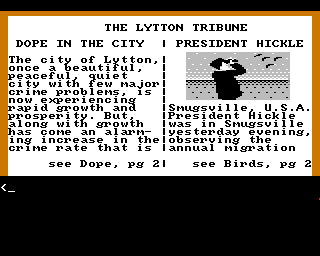 THE LYTTON TRIBUNE
DOPE IN THE CITY
The city of Lytton,
once a beautiful,
peaceful, quiet
city with few major
crime problems, is
now experiencing
rapid growth and
prosperity. But,
along with growth
has come an alarm-
ing increase in the
crime rate that is
see Dope, pg 2
PRESIDENT HICKLE
Smugsville, U.S.A.
President Hickle
was in Smugsville
yesterday evening,
observing the
annual migration
see Birds, pg 2
<_